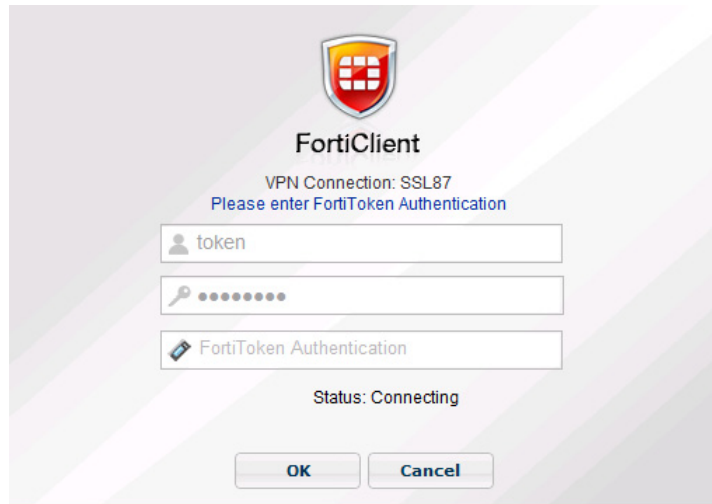 FortiClient
VPN Connection: SSL87
Please enter FortiToken Authentication
token
●●●●●●●●
FortiToken Authentication
Status: Connecting
OK Cancel